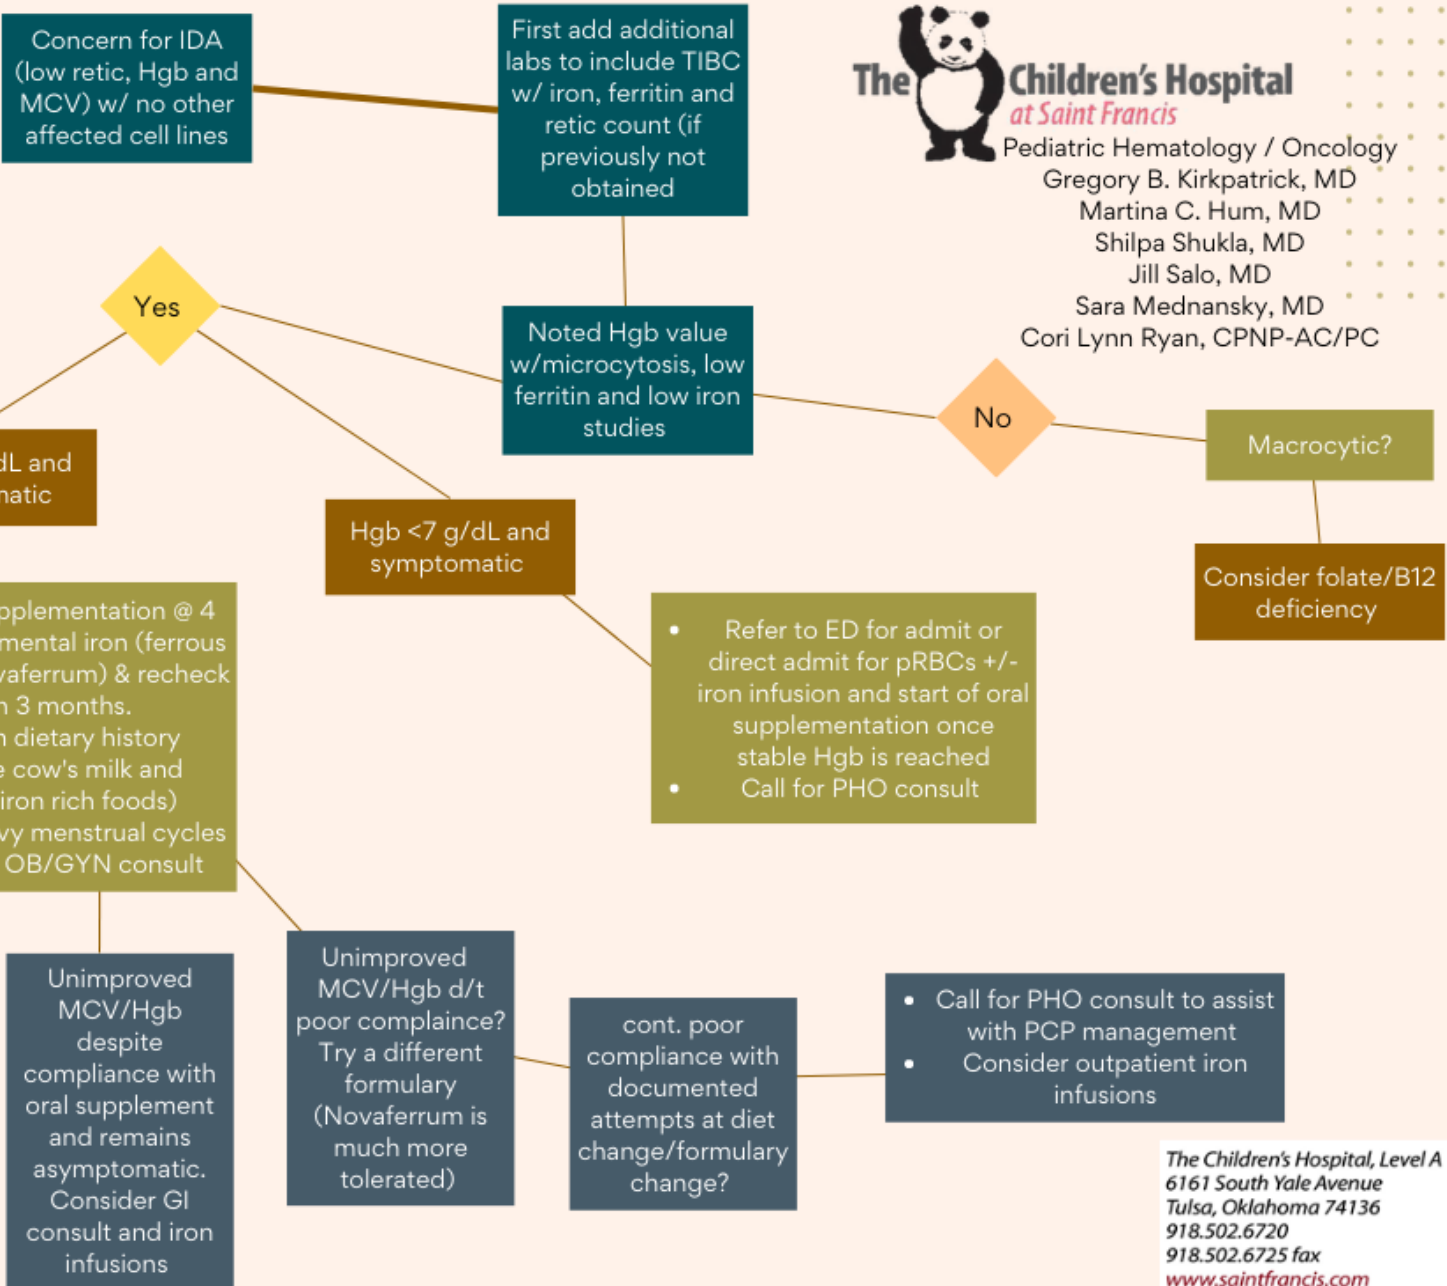 Concern for IDA
(low retic, Hgb and
MCV) w/ no other
affected cell lines
First add additional
labs to include TIBC
w/ iron, ferritin and
retic count (if
previously not
obtained
The Children's Hospital
at Saint Francis
Pediatric Hematology / Oncology
Gregory B. Kirkpatrick, MD
Martina C. Hum, MD
Shilpa Shukla, MD
Jill Salo, MD
Sara Mednansky, MD
Cori Lynn Ryan, CPNP-AC/PC
Yes
Noted Hgb value
w/microcytosis, low
ferritin and low iron
studies
No
Macrocytic?
Consider folate/B12
deficiency
dL and
Hgb <7 g/dL and
symptomatic
• Refer to ED for admit or
direct admit for pRBCs +/-
iron infusion and start of oral
supplementation once
stable Hgb is reached
• Call for PHO consult
@ 4
iron (ferrous
& recheck
3 months.
dietary history
cow's milk and
iron rich foods)
menstrual cycles
OB/GYN consult
Unimproved
MCV/Hgb
despite
compliance with
oral supplement
and remains
asymptomatic.
Consider GI
consult and iron
infusions
Unimproved
MCV/Hgb d/t
poor complaince?
Try a different
formulary
(Novaferrum is
much more
tolerated)
cont. poor
compliance with
documented
attempts at diet
change/formulary
change?
• Call for PHO consult to assist
with PCP management
• Consider outpatient iron
infusions
The Children's Hospital, Level A
6161 South Yale Avenue
Tulsa, Oklahoma 74136
918.502.6720
918.502.6725 fax
www.saintfrancis.com